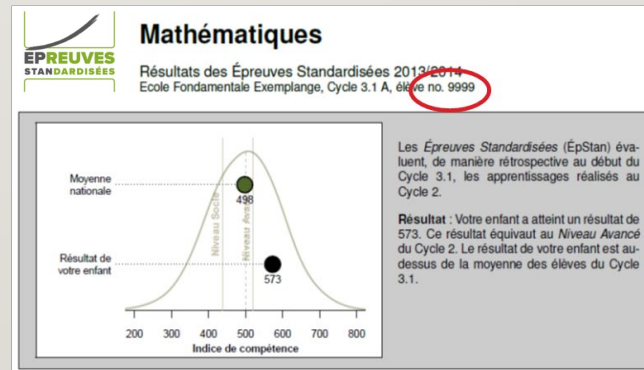 ÉPREUVES
STANDARDISÉES
Mathématiques
Résultats des Épreuves Standardisées 2013/2014
Ecole Fondamentale Exemplange, Cycle 3.1 A, élève no. 9999
Moyenne
nationale
498
Niveau Socle
Niveau Ava
Résultat de
votre enfant
573
200 300 400 500 600 700 800
Indice de compétence
Les Épreuves Standardisées (ÉpStan) éva-
luent, de manière rétrospective au début du
Cycle 3.1, les apprentissages réalisés au
Cycle 2.
Résultat : Votre enfant a atteint un résultat de
573. Ce résultat équivaut au Niveau Avancé
du Cycle 2. Le résultat de votre enfant est au-
dessus de la moyenne des élèves du Cycle
3.1.